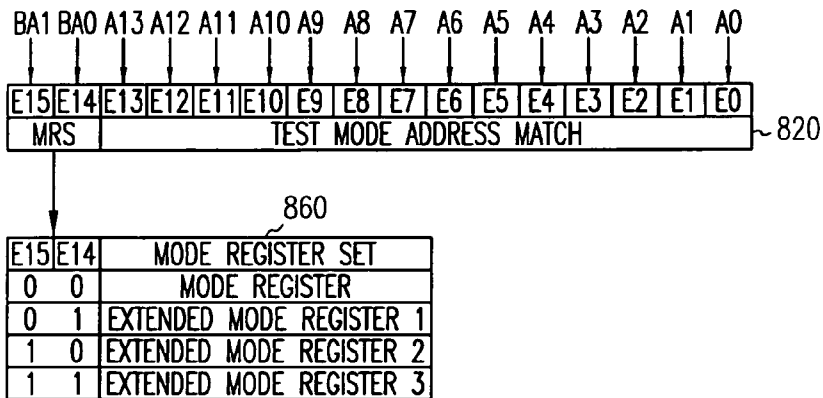 BA1 BA0 A13 A12 A11 A10 A9 A8 A7 A6 A5 A4 A3 A2 A1 A0
E15 E14 E13 E12 E11 E10 E9 E8 E7 E6 E5 E4 E3 E2 E1 E0
MRS TEST MODE ADDRESS MATCH 820
860
E15 E14 MODE REGISTER SET
0 0 MODE REGISTER
0 1 EXTENDED MODE REGISTER 1
1 0 EXTENDED MODE REGISTER 2
1 1 EXTENDED MODE REGISTER 3